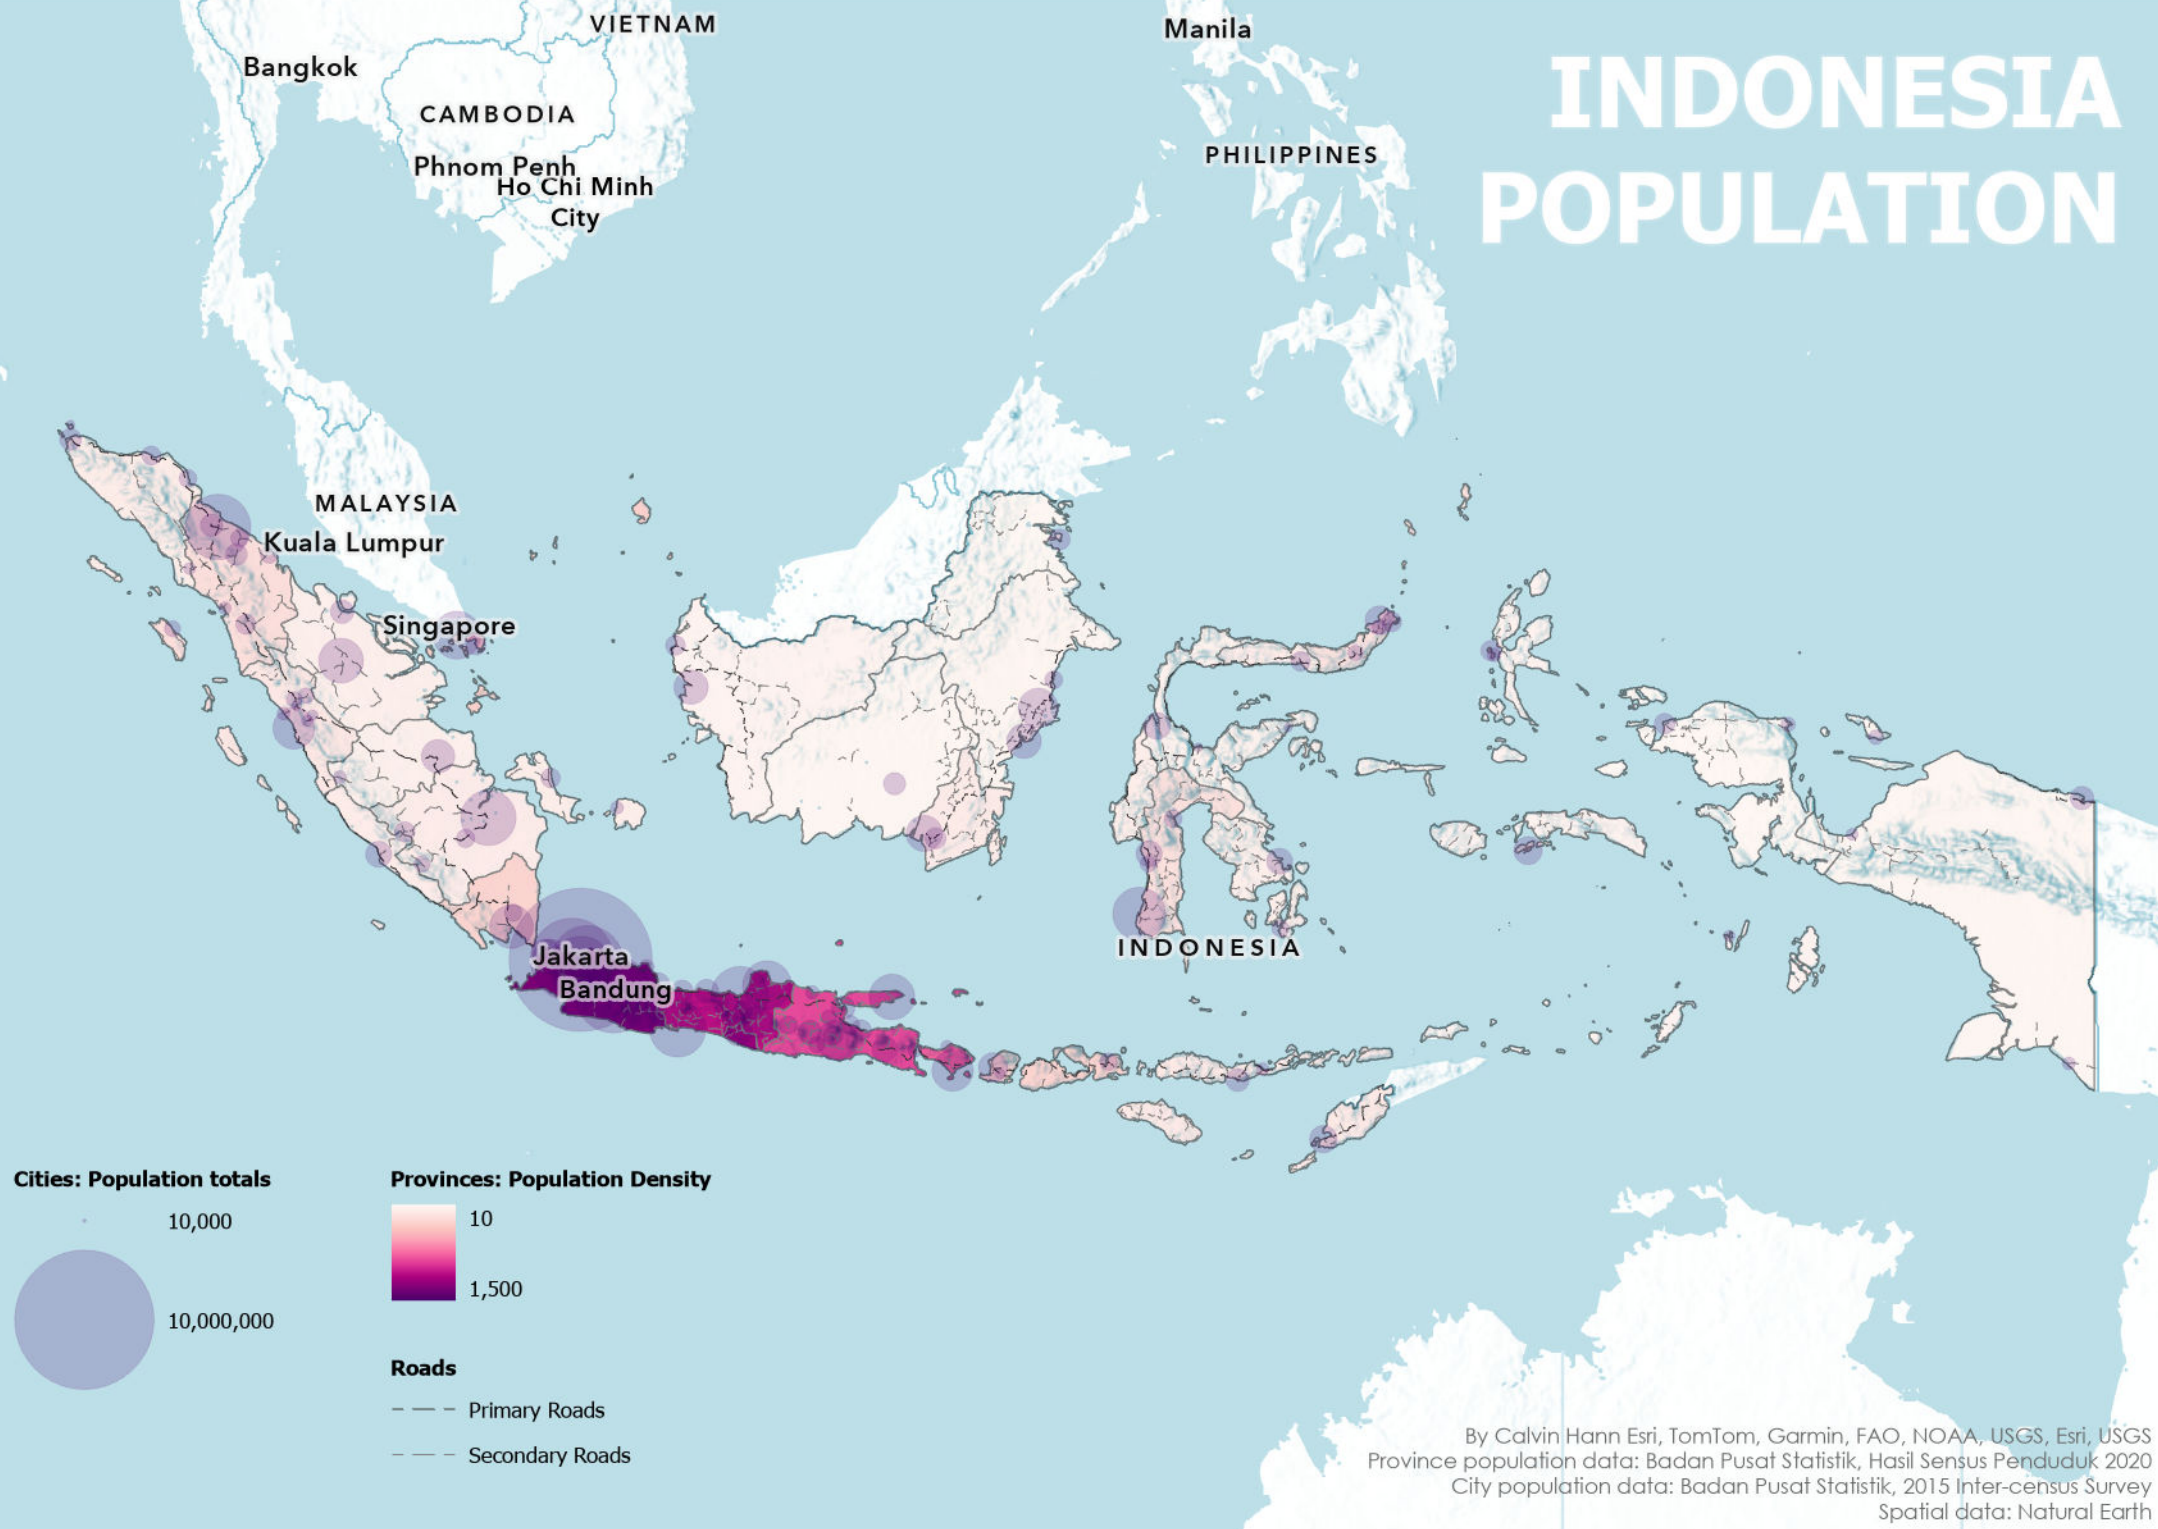 INDONESIA
POPULATION
VIETNAM
Manila
Bangkok
CAMBODIA
PHILIPPINES
Phnom Penh
Ho Chi Minh
City
MALAYSIA
Kuala Lumpur
Singapore
INDONESIA
Jakarta
Bandung
Cities: Population totals
10,000
10,000,000
Provinces: Population Density
10
1,500
Roads
Primary Roads
Secondary Roads
By Calvin Hann Esri, TomTom, Garmin, FAO, NOAA, USGS, Esri, USGS
Province population data: Badan Pusat Statistik, Hasil Sensus Penduduk 2020
City population data: Badan Pusat Statistik, 2015 Inter-census Survey
Spatial data: Natural Earth